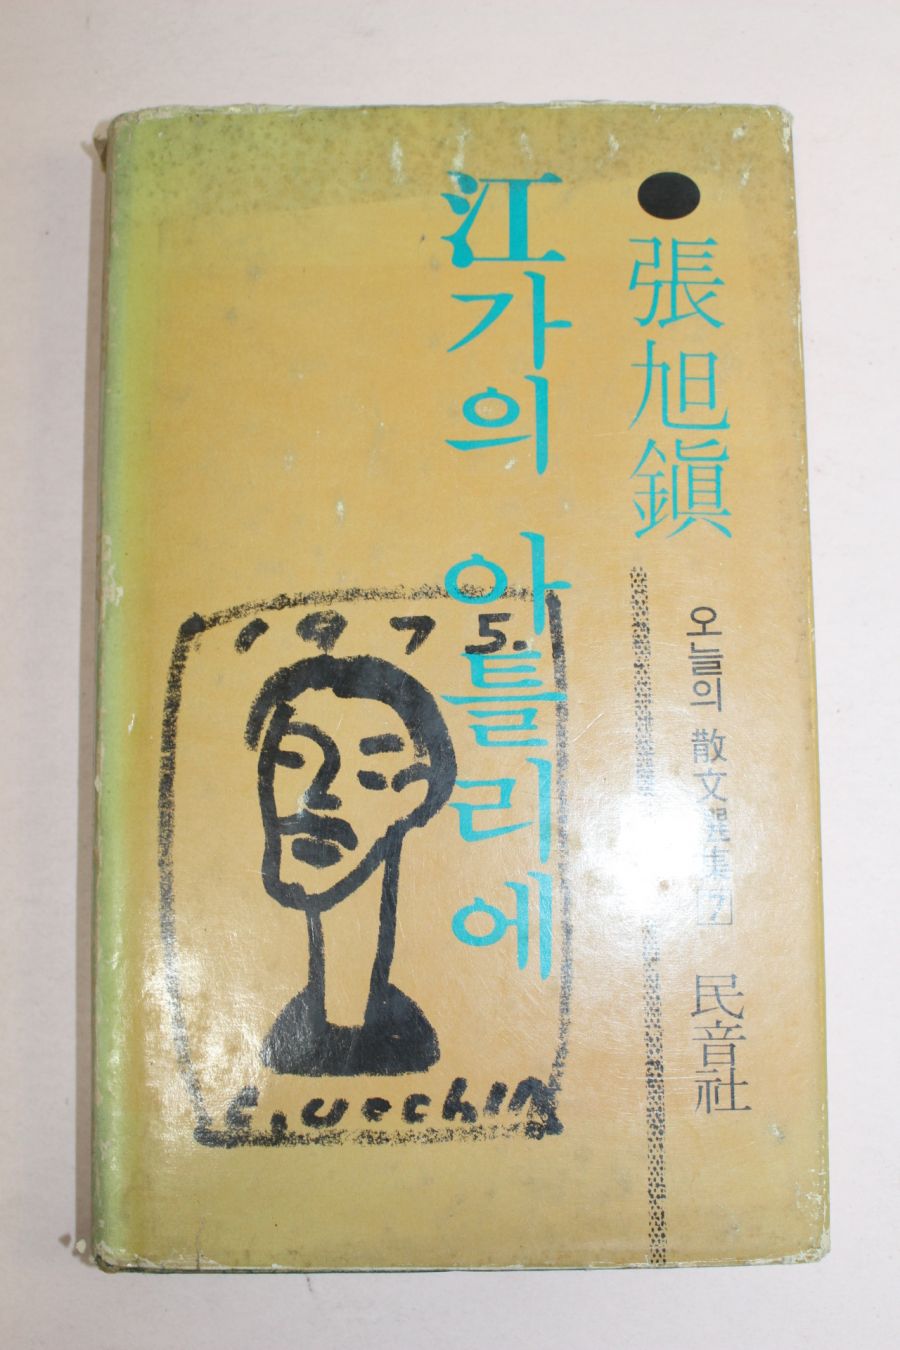 張旭鎭
江가의 아틀리에
오늘의 散文選集 7
民音社
1975.
C, UCCHIN